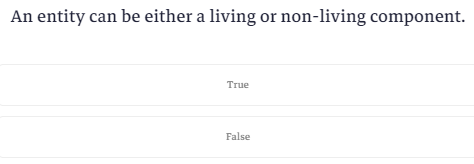 An entity can be either a living or non-living component.
True
False